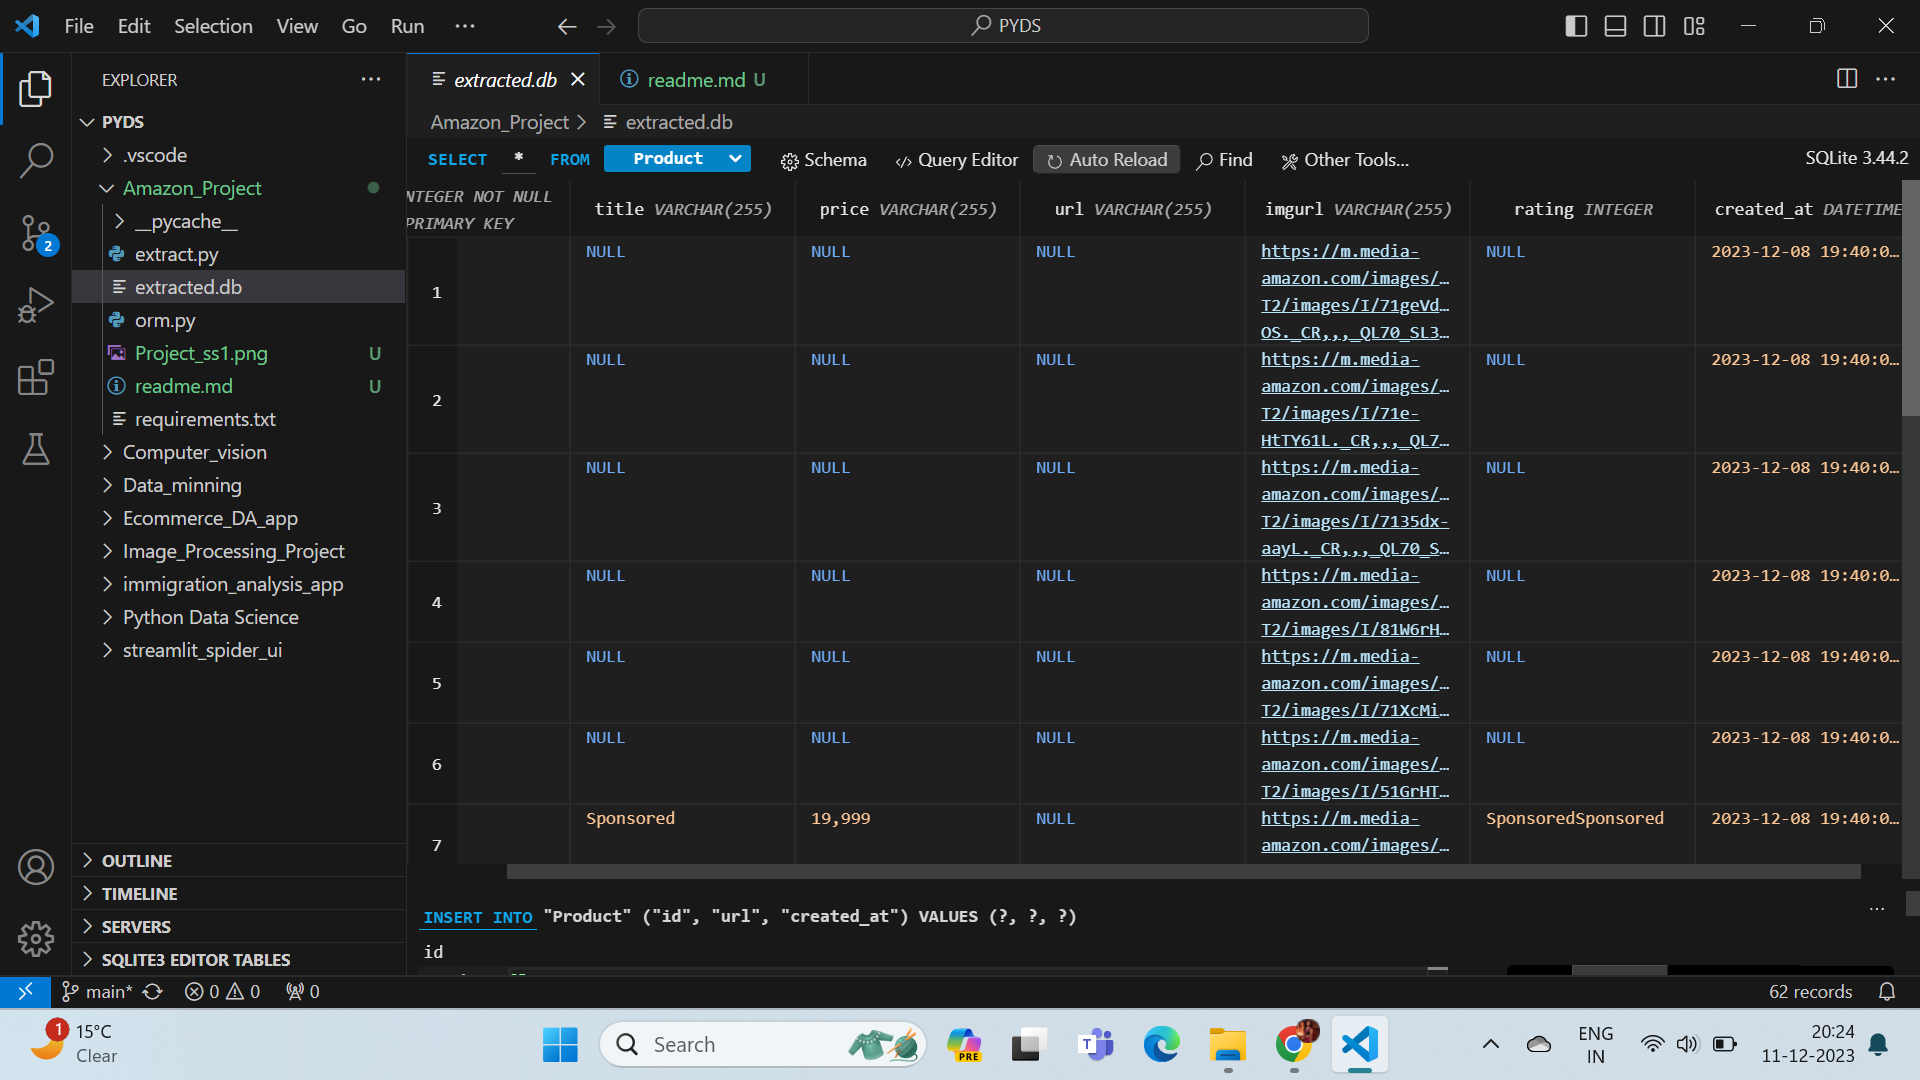 File Edit Selection View Go Run ...
PYDS
EXPLORER
PYDS
.vscode
Amazon_Project
__pycache__
extract.py
extracted.db
orm.py
Project_ss1.png U
readme.md U
requirements.txt
Computer_vision
Data_minning
Ecommerce_DA_app
Image_Processing_Project
immigration_analysis_app
Python Data Science
streamlit_spider_ui
OUTLINE
TIMELINE
SERVERS
SQLITE3 EDITOR TABLES
2
extracted.db
readme.md U
Amazon_Project > extracted.db
SELECT * FROM Product Schema Query Editor Auto Reload Find Other Tools... SQLite 3.44.2
NTEGER NOT NULL
PRIMARY KEY
title VARCHAR(255) price VARCHAR(255) url VARCHAR(255) imgurl VARCHAR(255) rating INTEGER created_at DATETIME
1 NULL NULL NULL https://m.media-
amazon.com/images/…
T2/images/I/71geVd…
OS._CR,,,_QL70_SL3… NULL 2023-12-08 19:40:0…
2 NULL NULL NULL https://m.media-
amazon.com/images/…
T2/images/I/71e-
HtTY61L._CR,,,_QL7… NULL 2023-12-08 19:40:0…
3 NULL NULL NULL https://m.media-
amazon.com/images/…
T2/images/I/7135dx-
aayL._CR,,,_QL70_S… NULL 2023-12-08 19:40:0…
4 NULL NULL NULL https://m.media-
amazon.com/images/…
T2/images/I/81W6rH… NULL 2023-12-08 19:40:0…
5 NULL NULL NULL https://m.media-
amazon.com/images/…
T2/images/I/71XcMi… NULL 2023-12-08 19:40:0…
6 NULL NULL NULL https://m.media-
amazon.com/images/…
T2/images/I/51GrHT… NULL 2023-12-08 19:40:0…
7 Sponsored 19,999 NULL https://m.media-
amazon.com/images/… SponsoredSponsored 2023-12-08 19:40:0…
INSERT INTO "Product" ("id", "url", "created_at") VALUES (?, ?, ?)
id
main* 0 0 0 62 records
1 15°C
Clear
Search
PRE
ENG
IN
20:24
11-12-2023